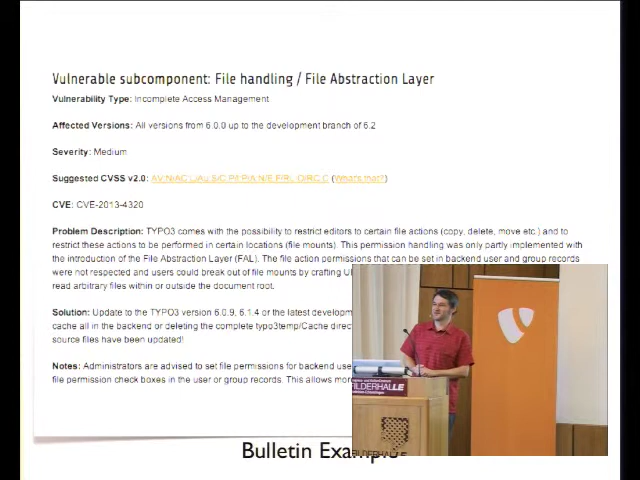 Vulnerable subcomponent: File handling / File Abstraction Layer
Vulnerability Type: Incomplete Access Management
Affected Versions: All versions from 6.0.0 up to the development branch of 6.2
Severity: Medium
Suggested CVSS v2.0: AV:N/AC:L/Au:S/C:P/I:P/A:N/E:F/RL:O/RC:C (What's that?)
CVE: CVE-2013-4320
Problem Description: TYPO3 comes with the possibility to restrict editors to certain file actions (copy, delete, move etc.) and to
restrict these actions to be performed in certain locations (file mounts). This permission handling was only partly implemented with
the introduction of the File Abstraction Layer (FAL). The file action permissions that can be set in backend user and group records
were not respected and users could break out of file mounts by crafting
read arbitrary files within or outside the document root.
Solution: Update to the TYPO3 version 6.0.9, 6.1.4 or the latest
cache all in the backend or deleting the complete typo3temp/Cache
source files have been updated!
Notes: Administrators are advised to set file permissions for backend
file permission check boxes in the user or group records. This allows
FILDERHALLE
Bulletin Example